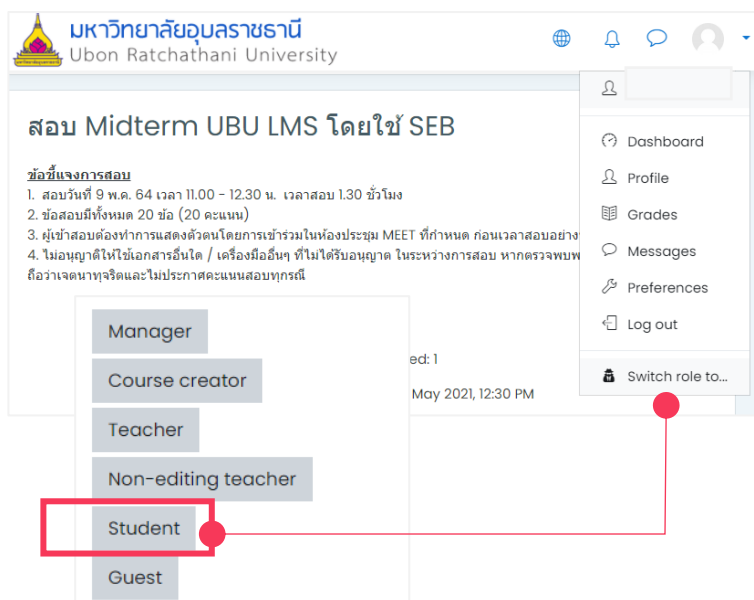 มหาวิทยาลัยอุบลราชธานี
Ubon Ratchathani University
สอบ Midterm UBU LMS โดยใช้ SEB
ข้อชี้แจงการสอบ
1. สอบวันที่ 9 พ.ค. 64 เวลา 11.00 - 12.30 น. เวลาสอบ 1.30 ชั่วโมง
2. ข้อสอบมีทั้งหมด 20 ข้อ (20 คะแนน)
3. ผู้เข้าสอบต้องทำการแสดงตัวตนโดยการเข้าร่วมในห้องประชุม MEET ที่กำหนด ก่อนเวลาสอบอย่าง
4. ไม่อนุญาติให้ใช้เอกสารอื่นใด / เครื่องมืออื่นๆ ที่ไม่ได้รับอนุญาต ในระหว่างการสอบ หากตรวจพบพ
ถือว่าเจตนาทุจริตและไม่ประกาศคะแนนสอบทุกรณี
ed: 1
May 2021, 12:30 PM
Dashboard
Profile
Grades
Messages
Preferences
Log out
Switch role to...
Manager
Course creator
Teacher
Non-editing teacher
Student
Guest